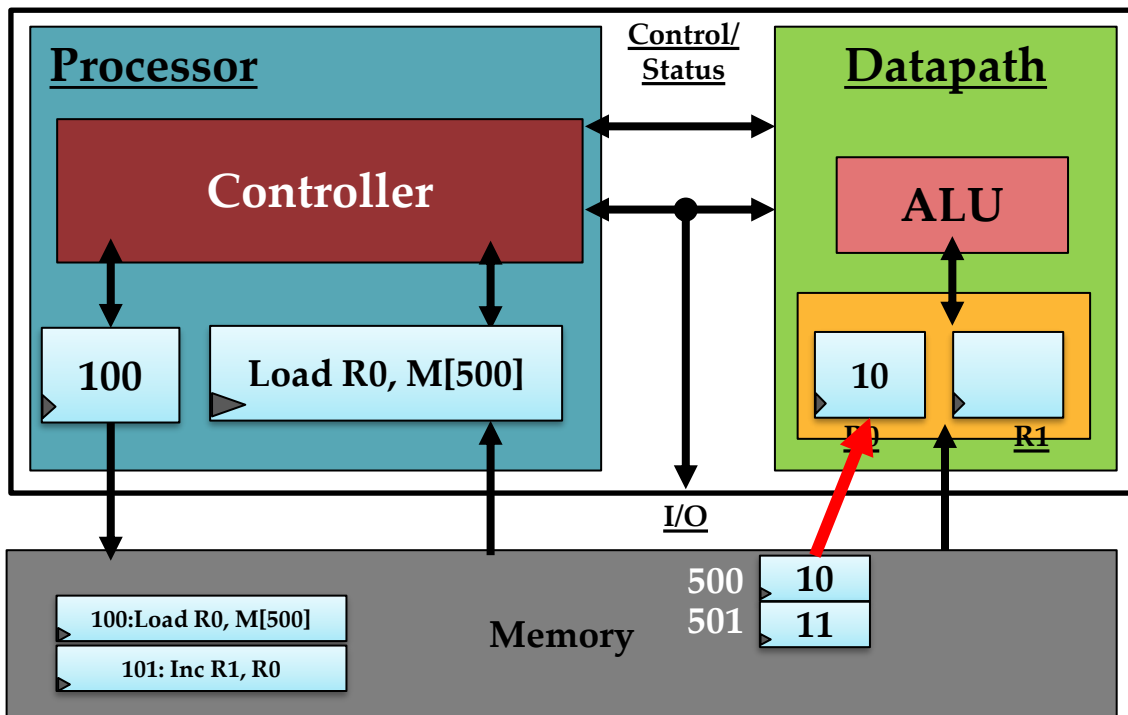 Processor
Control/
Status
Datapath
Controller
ALU
100
Load R0, M[500]
10
R0
R1
I/O
500
10
501
11
100:Load R0, M[500]
Memory
101: Inc R1, R0